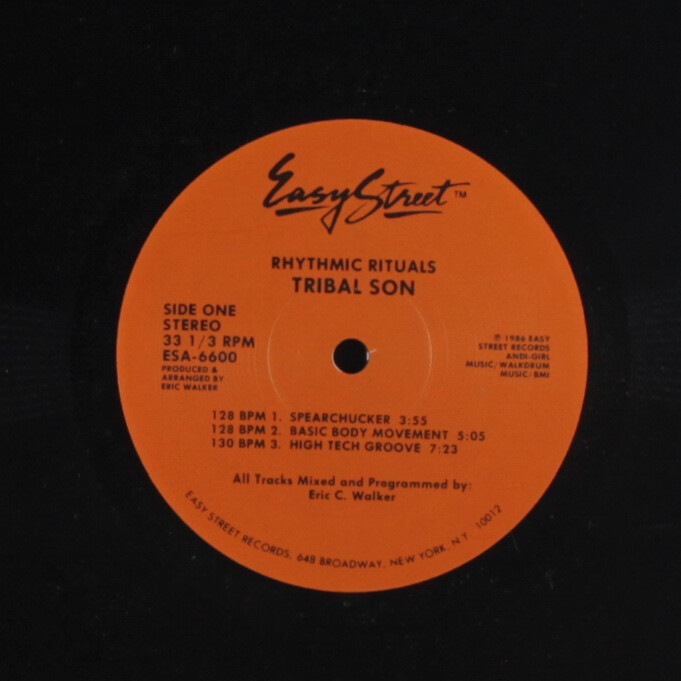 Easy Street™
RHYTHMIC RITUALS
TRIBAL SON
SIDE ONE
STEREO
33 1/3 RPM
ESA-6600
PRODUCED &
ARRANGED BY
ERIC WALKER
℗ 1986 EASY
STREET RECORDS
ANDI-GIRL
MUSIC/WALKDRUM
MUSIC/BMI
128 BPM 1. SPEARCHUCKER 3:55
128 BPM 2. BASIC BODY MOVEMENT 5:05
130 BPM 3. HIGH TECH GROOVE 7:23
All Tracks Mixed and Programmed by:
Eric C. Walker
EASY STREET RECORDS, 648 BROADWAY, NEW YORK, N.Y. 10012